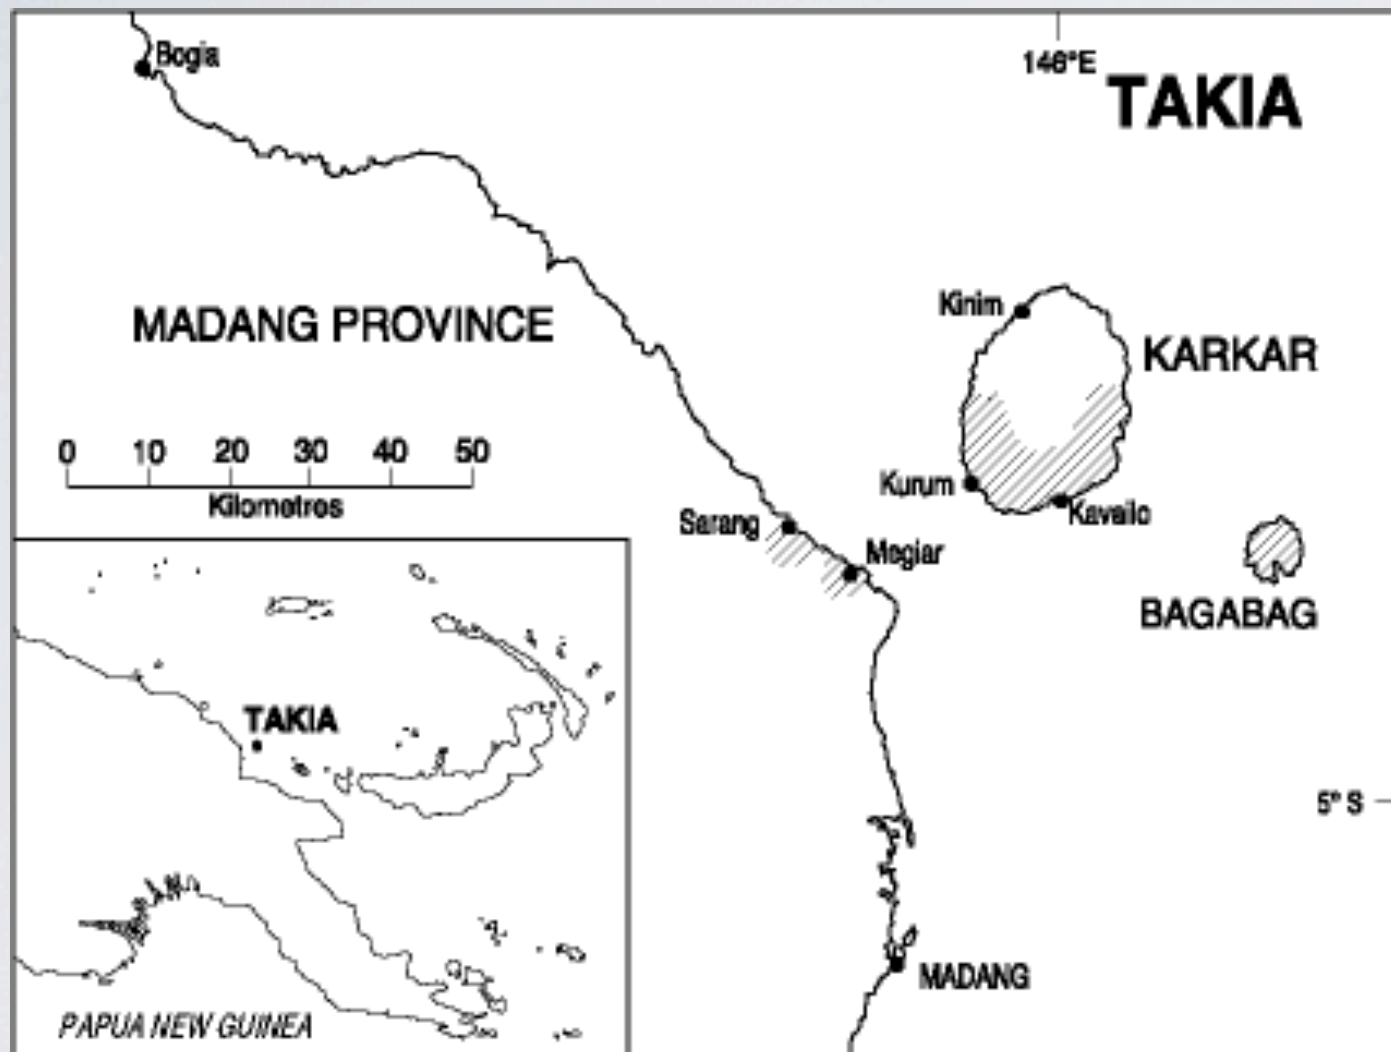 Bogia
146°E
TAKIA
Kinim
MADANG PROVINCE
KARKAR
0 10 20 30 40 50
Kilometres
Kurum
Kavailo
Sarang
Megiar
BAGABAG
TAKIA
5° S
MADANG
PAPUA NEW GUINEA